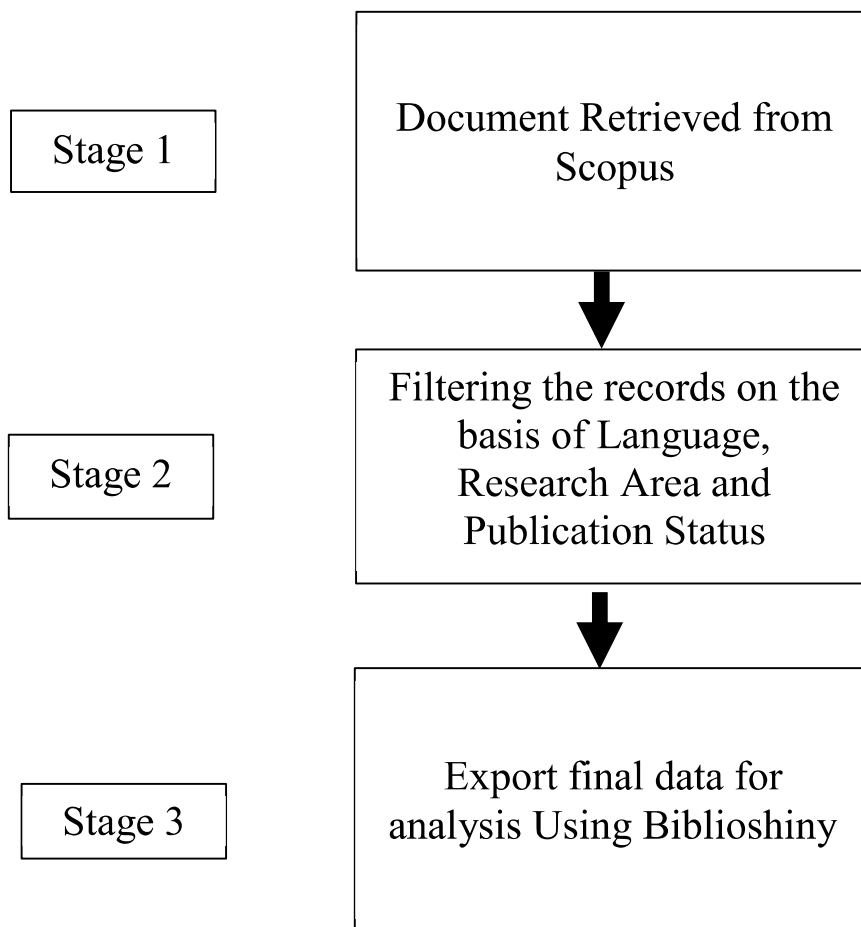 Stage 1
Document Retrieved from
Scopus
Stage 2
Filtering the records on the
basis of Language,
Research Area and
Publication Status
Stage 3
Export final data for
analysis Using Biblioshiny